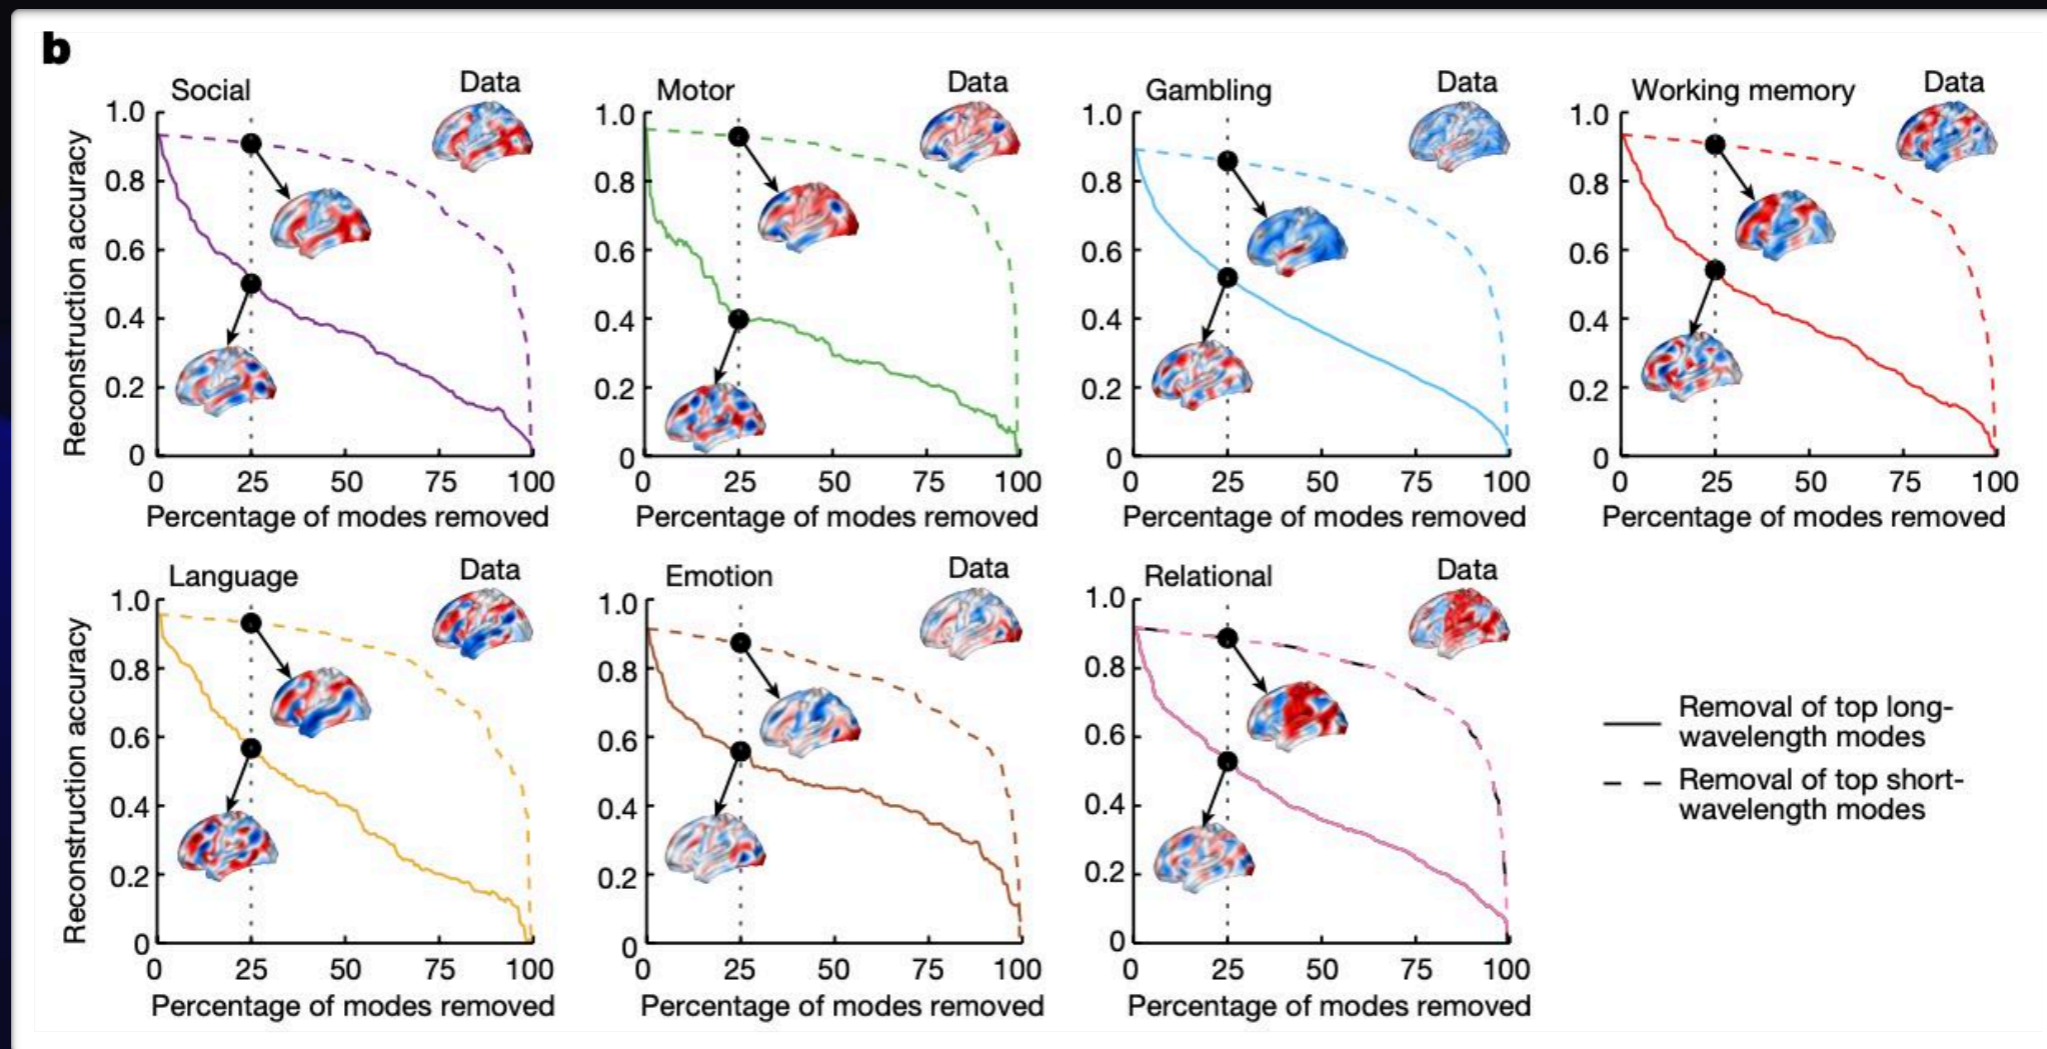 b
Social
Data
Reconstruction accuracy
1.0
0.8
0.6
0.4
0.2
0
0 25 50 75 100
Percentage of modes removed
Motor
Data
1.0
0.8
0.6
0.4
0.2
0
0 25 50 75 100
Percentage of modes removed
Gambling
Data
1.0
0.8
0.6
0.4
0.2
0
0 25 50 75 100
Percentage of modes removed
Working memory
Data
1.0
0.8
0.6
0.4
0.2
0
0 25 50 75 100
Percentage of modes removed
Language
Data
Reconstruction accuracy
1.0
0.8
0.6
0.4
0.2
0
0 25 50 75 100
Percentage of modes removed
Emotion
Data
1.0
0.8
0.6
0.4
0.2
0
0 25 50 75 100
Percentage of modes removed
Relational
Data
1.0
0.8
0.6
0.4
0.2
0
0 25 50 75 100
Percentage of modes removed
Removal of top long-
wavelength modes
Removal of top short-
wavelength modes